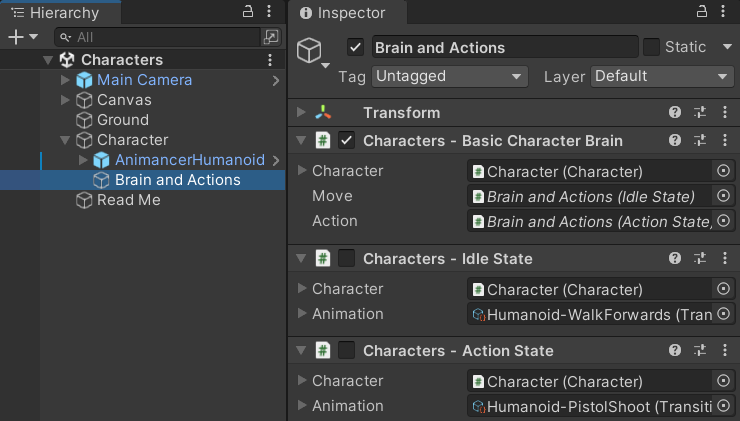 Hierarchy
All
Characters
Main Camera
Canvas
Ground
Character
AnimancerHumanoid
Brain and Actions
Read Me
Inspector
Brain and Actions
Static
Tag Untagged Layer Default
Transform
Characters - Basic Character Brain
Character Character (Character)
Move Brain and Actions (Idle State)
Action Brain and Actions (Action State)
Characters - Idle State
Character Character (Character)
Animation Humanoid-WalkForwards (Tran
Characters - Action State
Character Character (Character)
Animation Humanoid-PistolShoot (Transiti